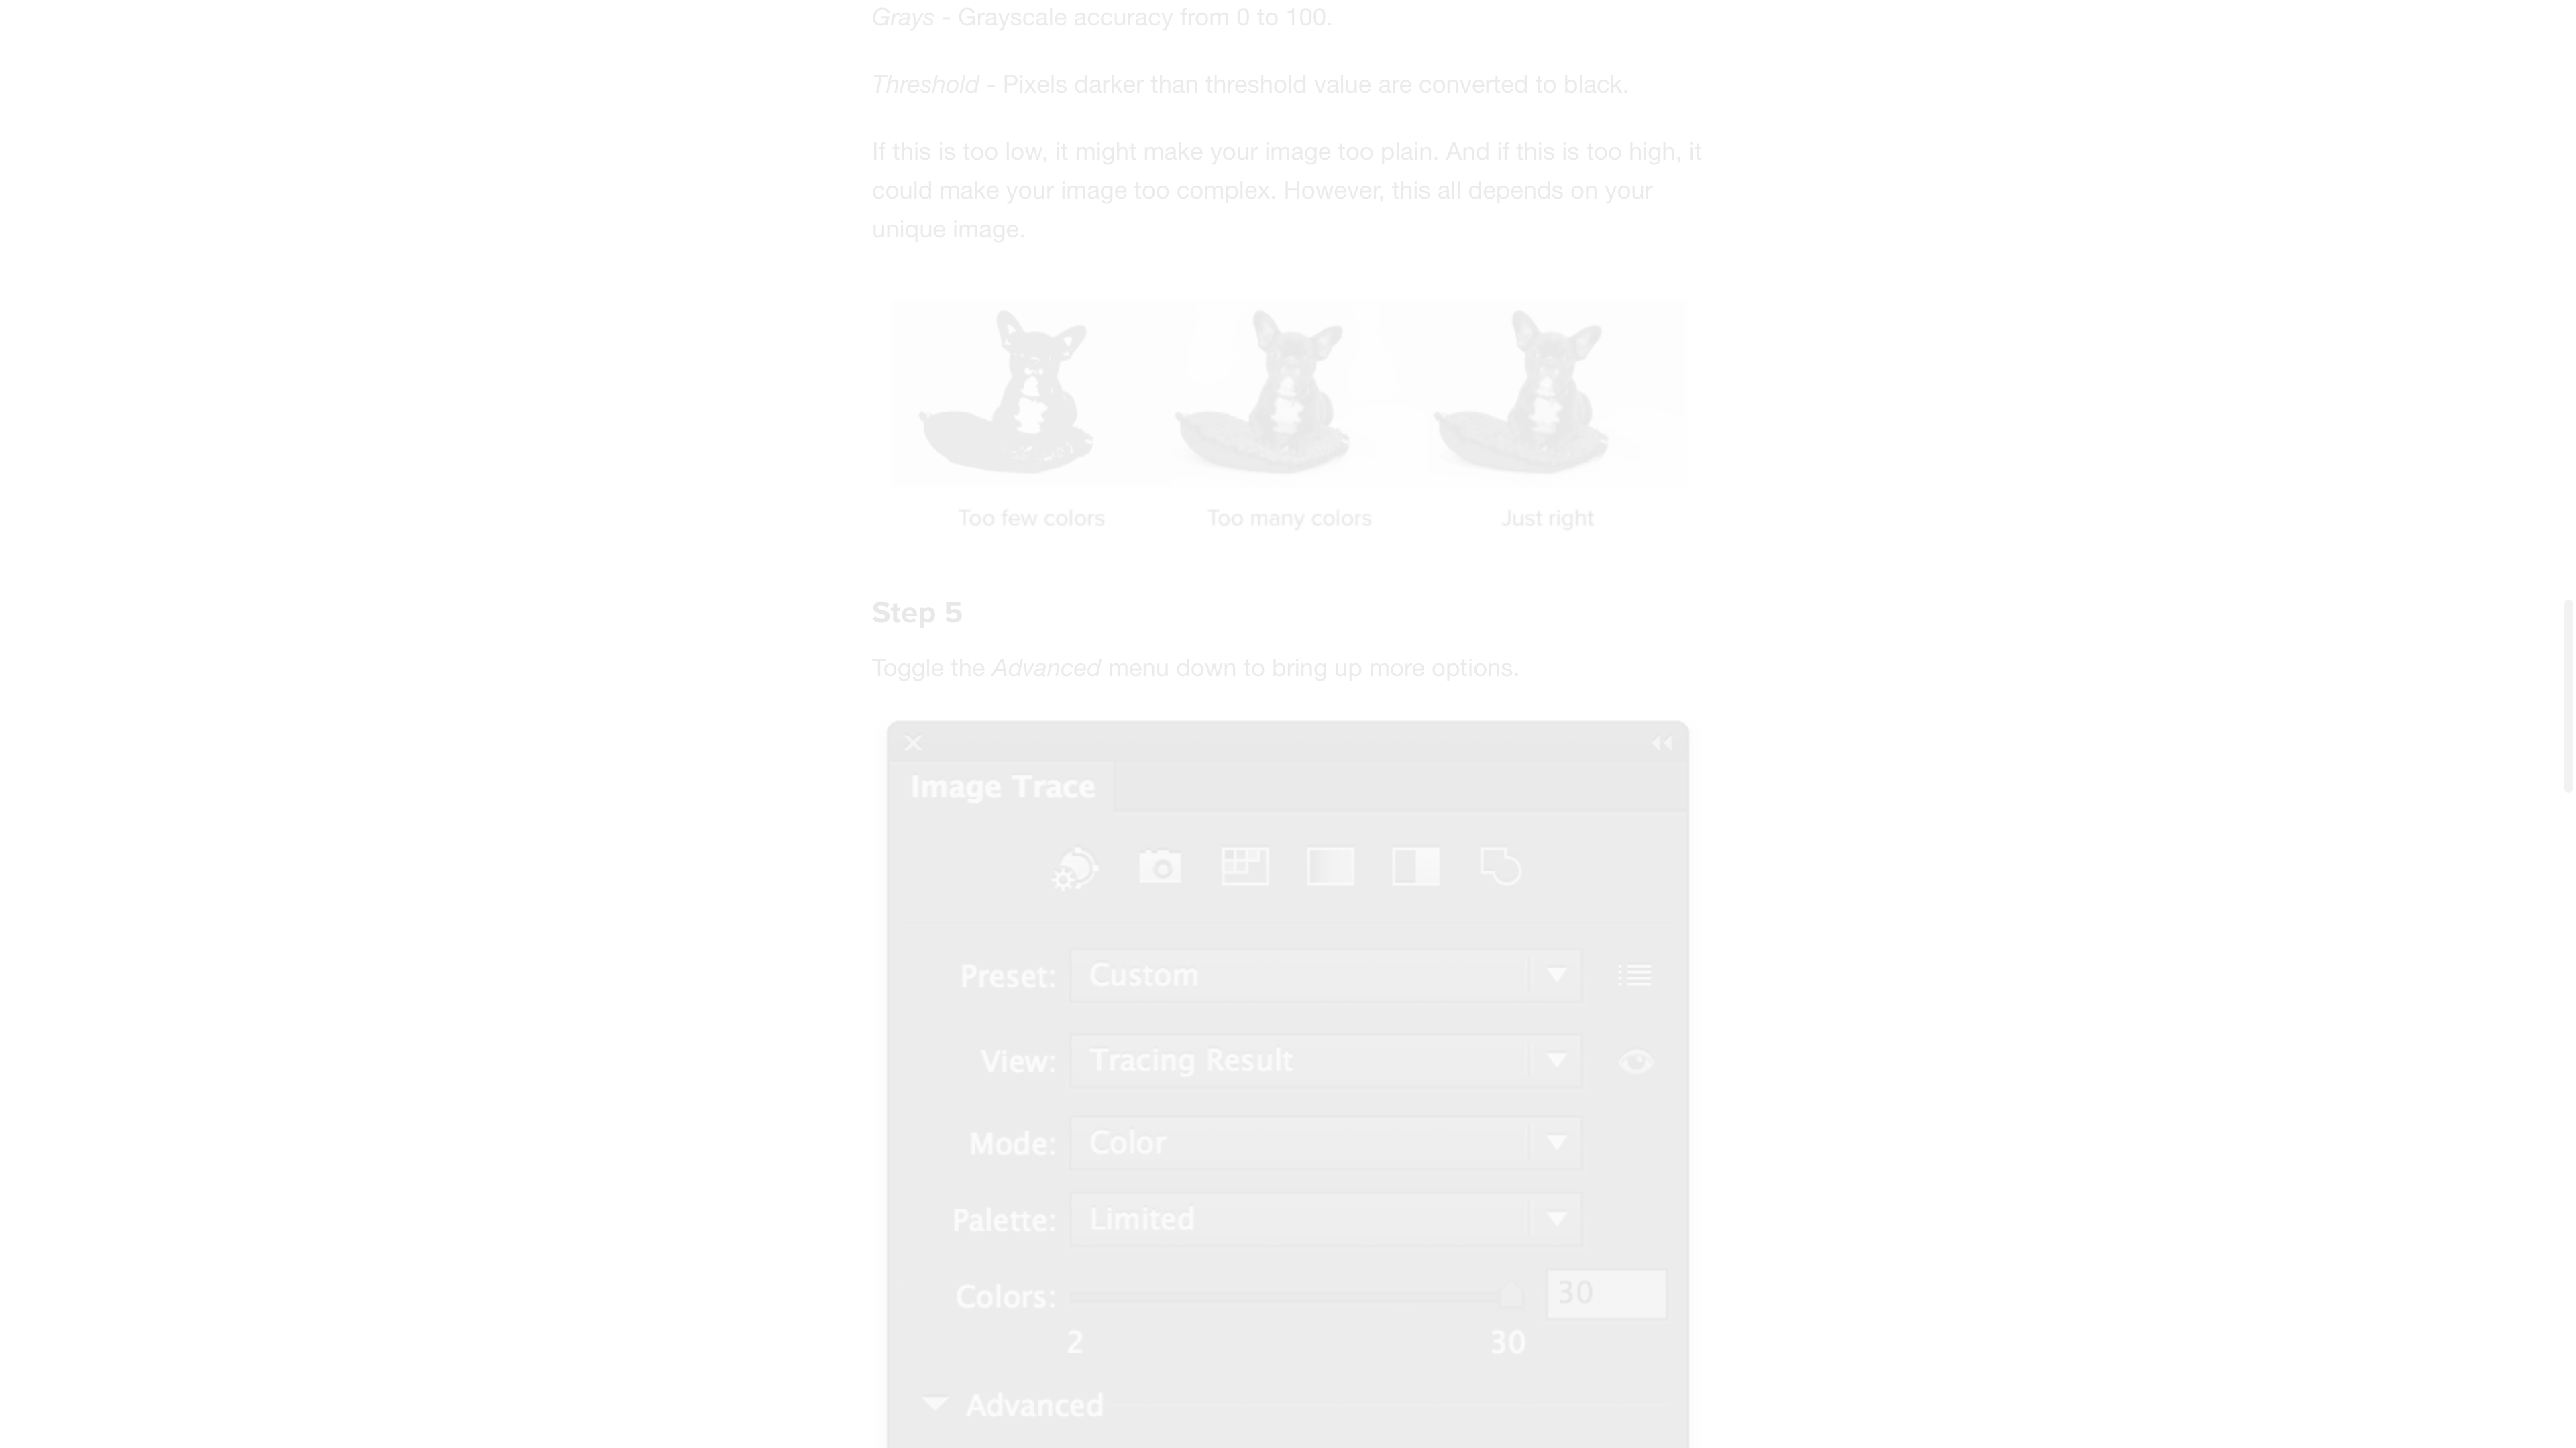 Grays - Grayscale accuracy from 0 to 100.
Threshold - Pixels darker than threshold value are converted to black.
If this is too low, it might make your image too plain. And if this is too high, it
could make your image too complex. However, this all depends on your
unique image.
Too few colors
Too many colors
Just right
Step 5
Toggle the Advanced menu down to bring up more options.
Image Trace
Preset: Custom
View: Tracing Result
Mode: Color
Palette: Limited
Colors: 30
2 30
Advanced